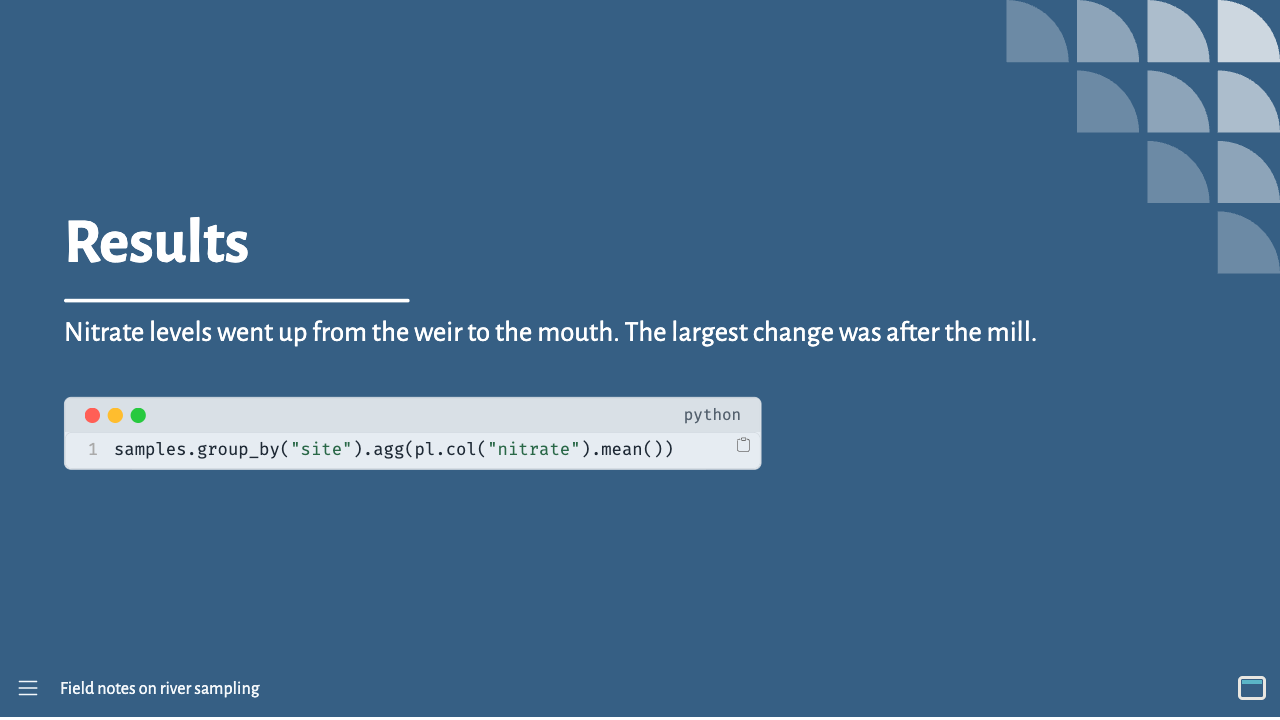 Results
Nitrate levels went up from the weir to the mouth. The largest change was after the mill.
python
1 samples.group_by("site").agg(pl.col("nitrate").mean())
Field notes on river sampling